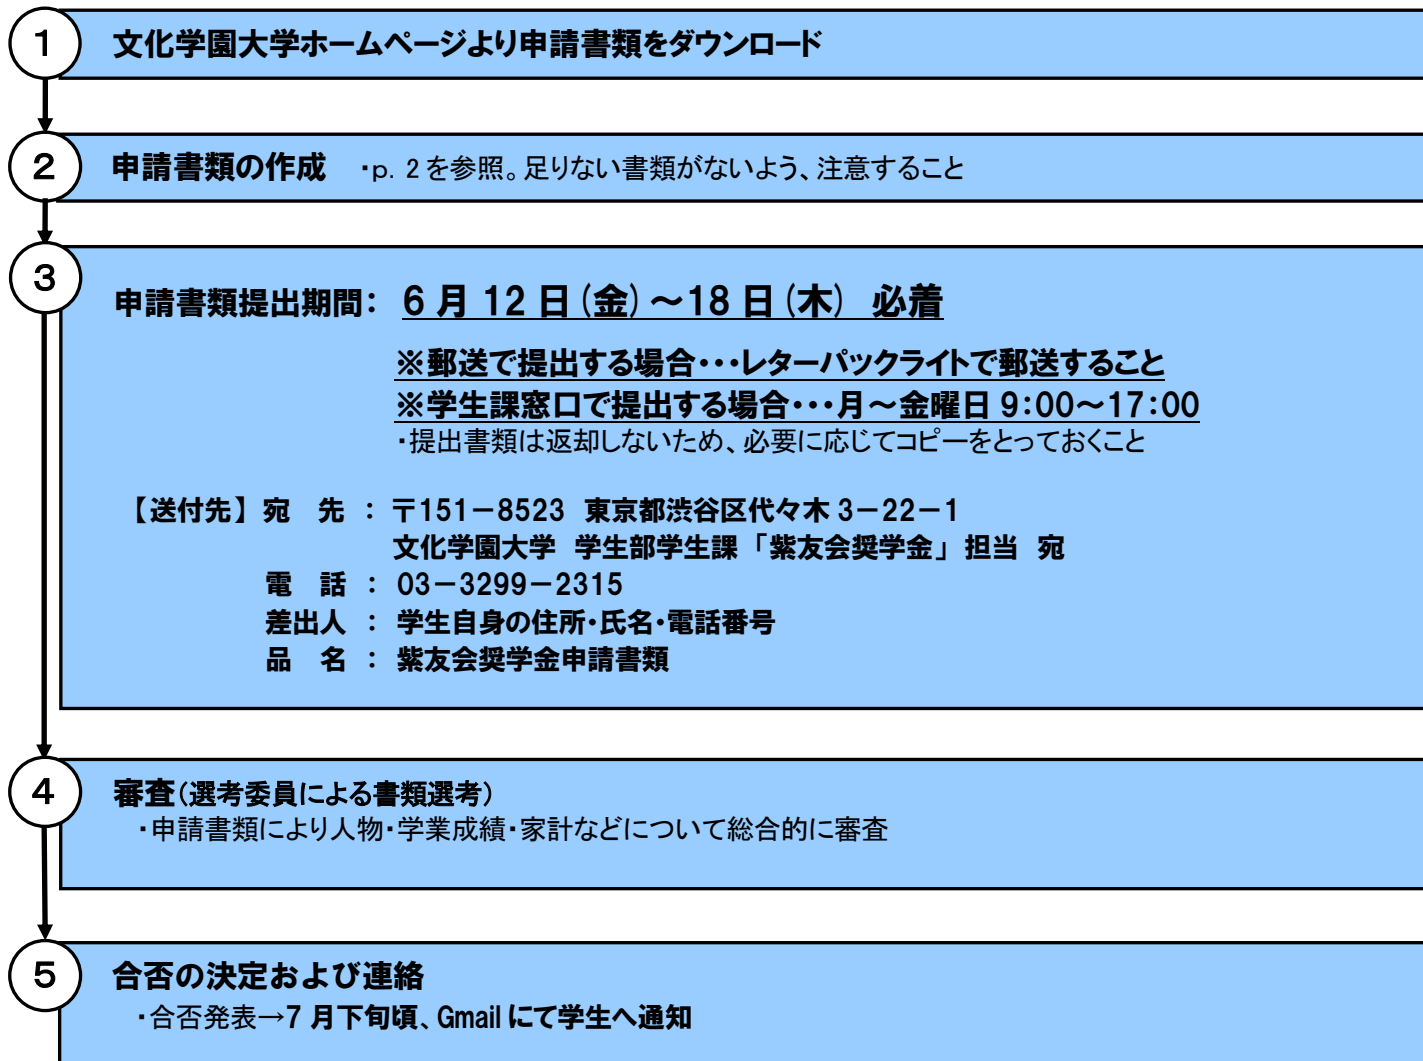 1 文化学園大学ホームページより申請書類をダウンロード
2 申請書類の作成 ・p. 2 を参照。足りない書類がないよう、注意すること
3
申請書類提出期間： 6 月 12 日(金)～18 日(木) 必着
※郵送で提出する場合・・・レターパックライトで郵送すること
※学生課窓口で提出する場合・・・月～金曜日 9：00～17：00
・提出書類は返却しないため、必要に応じてコピーをとっておくこと
【送付先】 宛 先 ： 〒151－8523 東京都渋谷区代々木 3－22－1
文化学園大学 学生部学生課 「紫友会奨学金」 担当 宛
電 話 ： 03－3299－2315
差出人 ： 学生自身の住所・氏名・電話番号
品 名 ： 紫友会奨学金申請書類
4 審査（選考委員による書類選考）
・申請書類により人物・学業成績・家計などについて総合的に審査
5 合否の決定および連絡
・合否発表→7 月下旬頃、Gmail にて学生へ通知